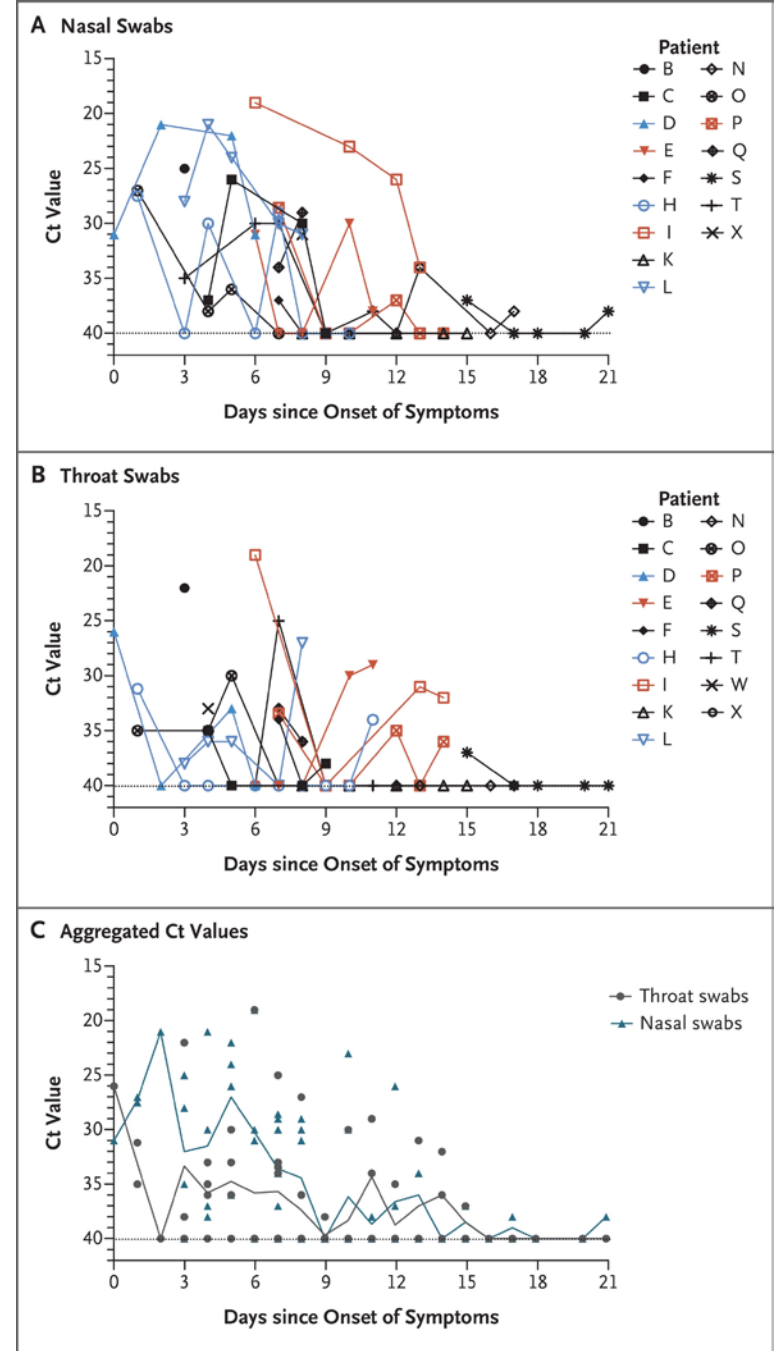 A Nasal Swabs
15
20
25
30
35
40
Ct Value
0 3 6 9 12 15 18 21
Days since Onset of Symptoms
Patient
B N
C O
D P
E Q
F S
H T
I X
K
L
B Throat Swabs
15
20
25
30
35
40
Ct Value
0 3 6 9 12 15 18 21
Days since Onset of Symptoms
Patient
B N
C O
D P
E Q
F S
H T
I W
K X
L
C Aggregated Ct Values
15
20
25
30
35
40
Ct Value
0 3 6 9 12 15 18 21
Days since Onset of Symptoms
Throat swabs
Nasal swabs